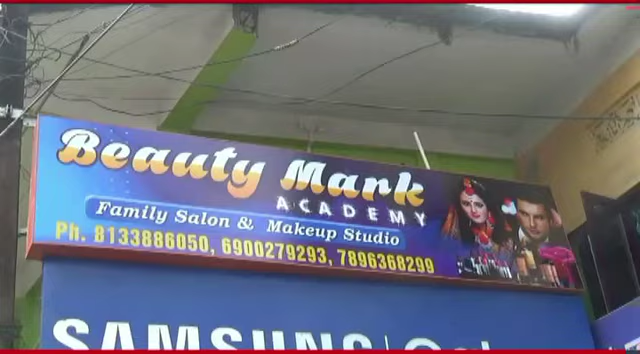 Beauty Mark
ACADEMY
Family Salon & Makeup Studio
Ph. 8133886050, 6900279293, 7896368299
SAMSUNG